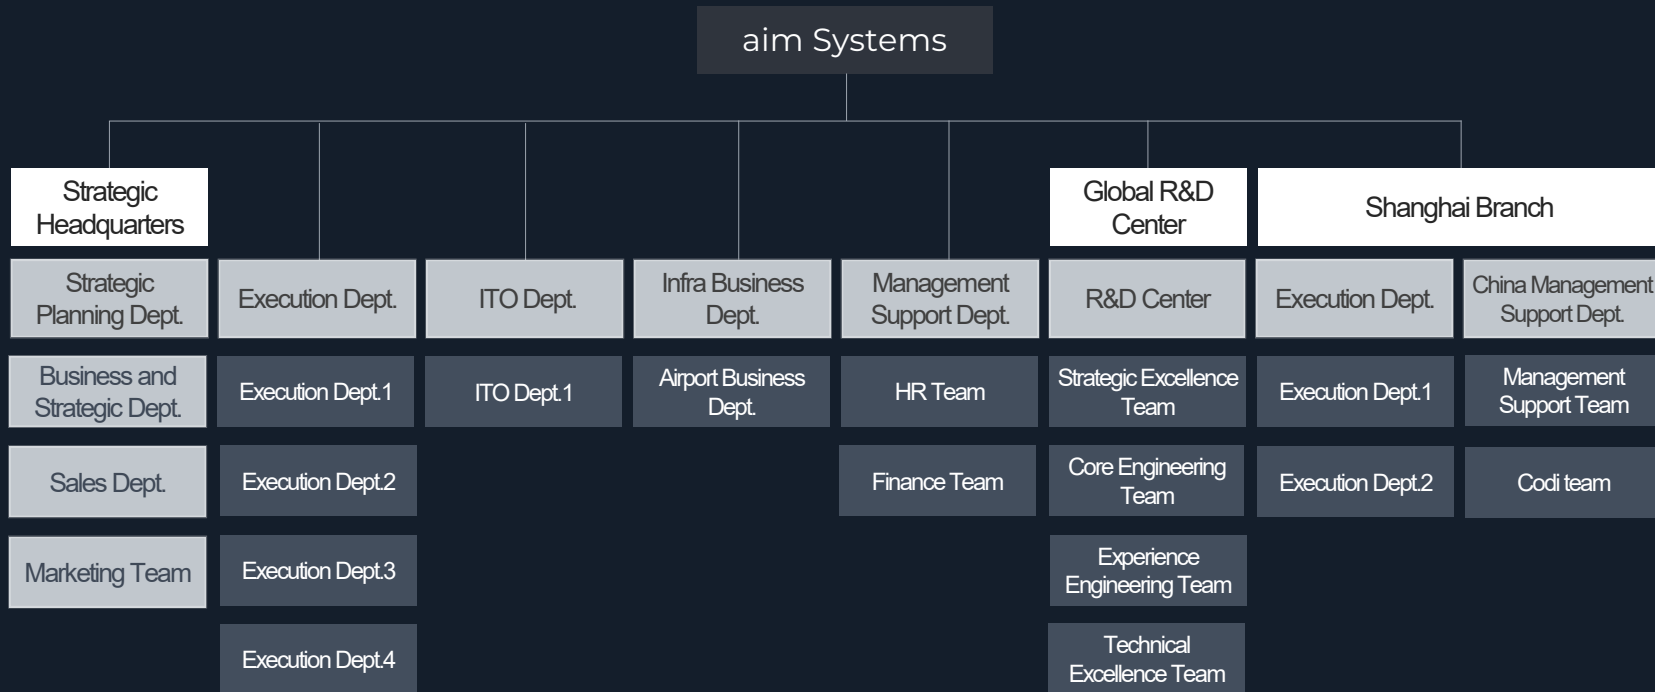 aim Systems
Strategic
Headquarters
Global R&D
Center
Shanghai Branch
Strategic
Planning Dept.
Execution Dept.
ITO Dept.
Infra Business
Dept.
Management
Support Dept.
R&D Center
Execution Dept.
China Management
Support Dept.
Business and
Strategic Dept.
Execution Dept.1
ITO Dept.1
Airport Business
Dept.
HR Team
Strategic Excellence
Team
Execution Dept.1
Management
Support Team
Sales Dept.
Execution Dept.2
Finance Team
Core Engineering
Team
Execution Dept.2
Codi team
Marketing Team
Execution Dept.3
Experience
Engineering Team
Execution Dept.4
Technical
Excellence Team